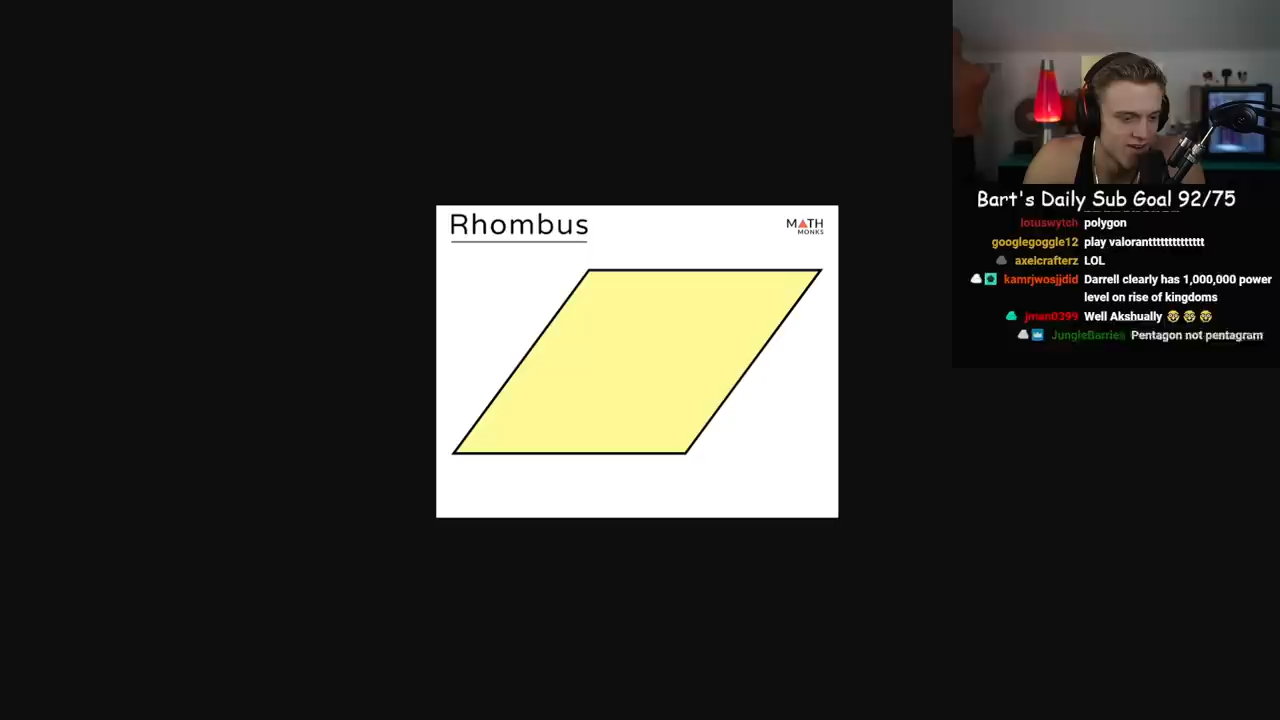 Rhombus
MATH
MONKS
Bart's Daily Sub Goal 92/75
lotuswytch polygon
googlegoggle12 play valoranttttttttttttttt
axelcrafterz LOL
kamrjwosjjdid Darrell clearly has 1,000,000 power
level on rise of kingdoms
jman0399 Well Akshually 🤓 🤓 🤓
JungleBarries Pentagon not pentagram